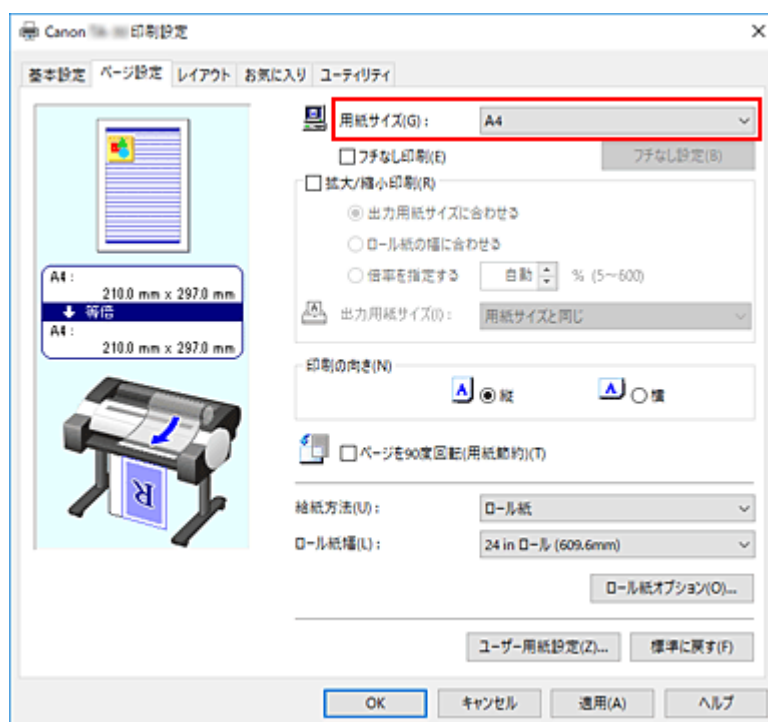 Canon 印刷設定
基本設定 ページ設定 レイアウト お気に入り ユーティリティ
用紙サイズ(G): A4
フチなし印刷(E) フチなし設定(B)
拡大/縮小印刷(R)
出力用紙サイズに合わせる
ロール紙の幅に合わせる
倍率を指定する 自動 % (5～600)
出力用紙サイズ(I): 用紙サイズと同じ
A4 :
210.0 mm x 297.0 mm
等倍
A4 :
210.0 mm x 297.0 mm
印刷の向き(N)
A 縦 A 横
ページを90度回転(用紙節約)(T)
R
給紙方法(U): ロール紙
ロール紙幅(L): 24 in ロール (609.6mm)
ロール紙オプション(O)...
ユーザー用紙設定(Z)... 標準に戻す(F)
OK キャンセル 適用(A) ヘルプ